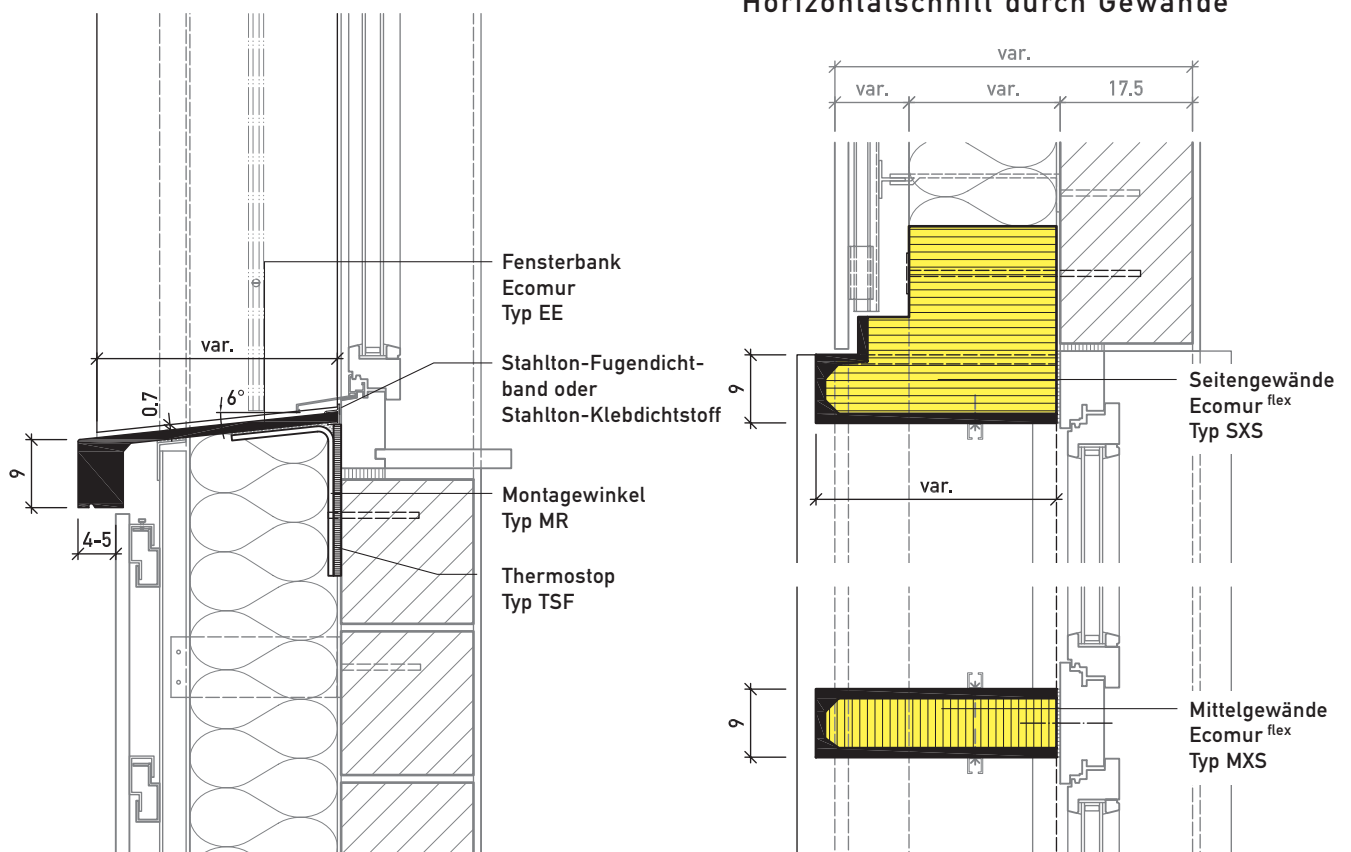 Horizontalschnitt durch Gewände
var.
var.
var.
17.5
Fensterbank
Ecomur
Typ EE
var.
Stahlton-Fugendicht-
band oder
Stahlton-Klebdichtstoff
0.7
6°
9
4-5
Montagewinkel
Typ MR
Thermostop
Typ TSF
9
Seitengewände
Ecomur flex
Typ SXS
var.
9
Mittelgewände
Ecomur flex
Typ MXS